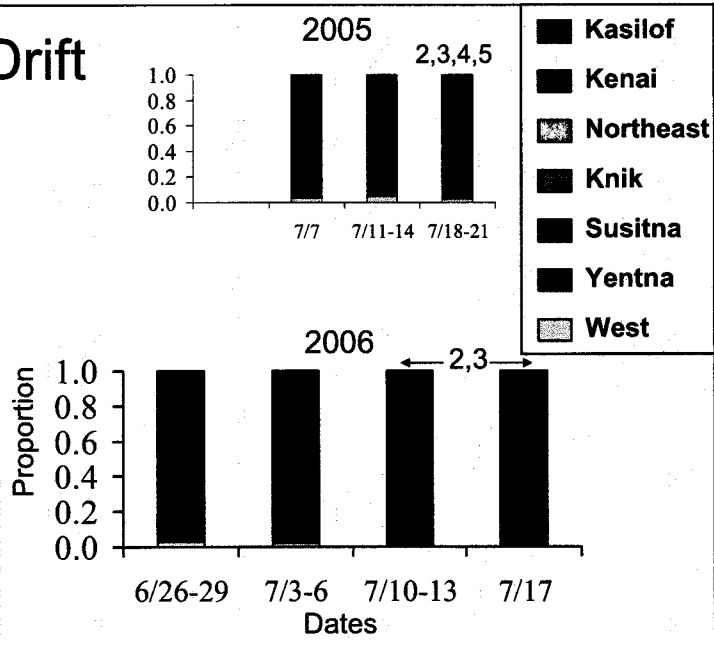 Drift
2005
2,3,4,5
1.0
0.8
0.6
0.4
0.2
0.0
7/7 7/11-14 7/18-21
Kasilof
Kenai
Northeast
Knik
Susitna
Yentna
West
2006
2,3
Proportion
1.0
0.8
0.6
0.4
0.2
0.0
6/26-29 7/3-6 7/10-13 7/17
Dates